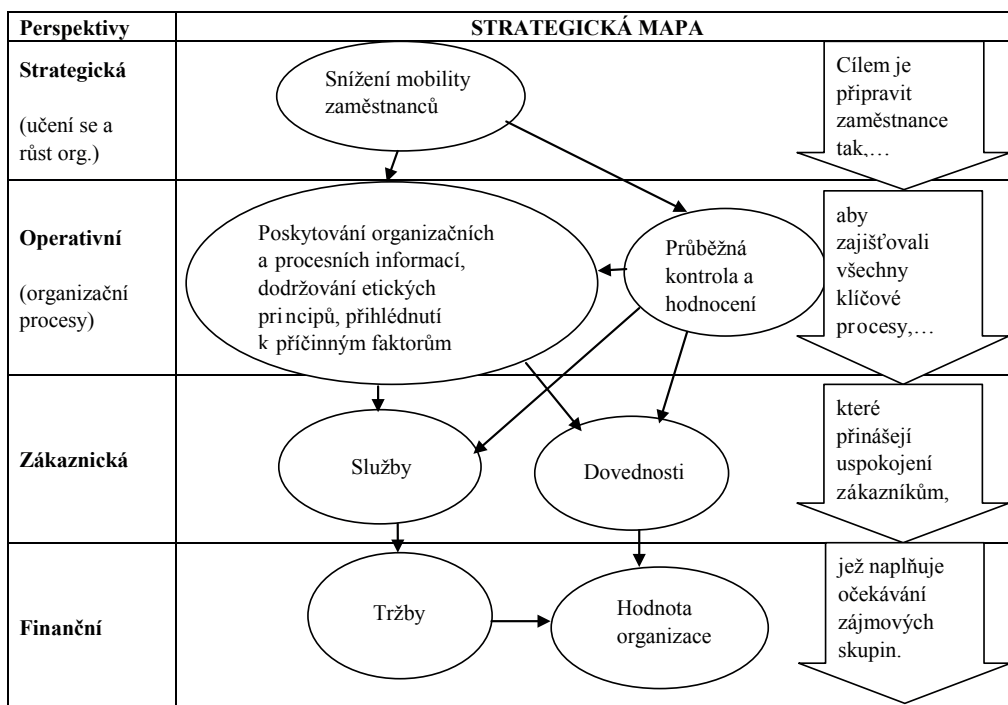 Perspektivy
STRATEGICKÁ MAPA
Strategická
(učení se a
růst org.)
Snížení mobility
zaměstnanců
Cílem je
připravit
zaměstnance
tak,…
Operativní
(organizační
procesy)
Poskytování organizačních
a procesních informací,
dodržování etických
principů, přihlédnutí
k příčinným faktorům
Průběžná
kontrola a
hodnocení
aby
zajišťovali
všechny
klíčové
procesy,…
Zákaznická
Služby
Dovednosti
které
přinášejí
uspokojení
zákazníkům,
Finanční
Tržby
Hodnota
organizace
jež naplňuje
očekávání
zájmových
skupin.